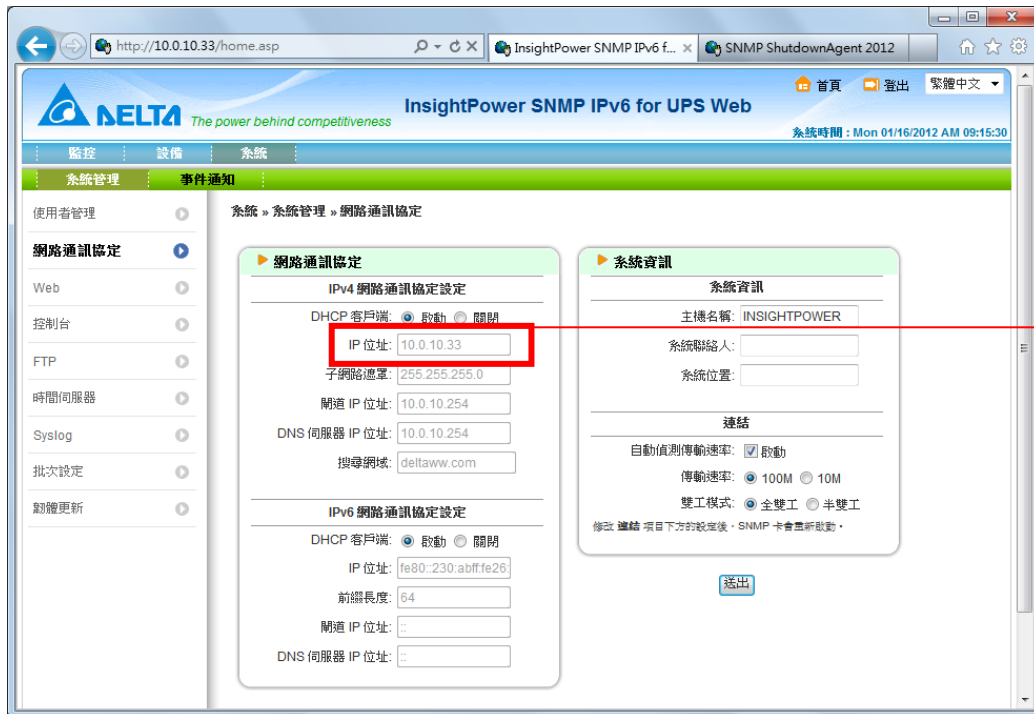 http://10.0.10.33/home.asp
InsightPower SNMP IPv6 f...
SNMP ShutdownAgent 2012
DELTA The power behind competitiveness
InsightPower SNMP IPv6 for UPS Web
首頁
登出
繁體中文
系統時間 : Mon 01/16/2012 AM 09:15:30
監控
設備
系統
系統管理
事件通知
使用者管理
網路通訊協定
Web
控制台
FTP
時間伺服器
Syslog
批次設定
韌體更新
系統 » 系統管理 » 網路通訊協定
網路通訊協定
IPv4 網路通訊協定設定
DHCP 客戶端: 啟動 關閉
IP 位址: 10.0.10.33
子網路遮罩: 255.255.255.0
閘道 IP 位址: 10.0.10.254
DNS 伺服器 IP 位址: 10.0.10.254
搜尋網域: deltaww.com
IPv6 網路通訊協定設定
DHCP 客戶端: 啟動 關閉
IP 位址: fe80::230:abff:fe26:
前綴長度: 64
閘道 IP 位址: ::
DNS 伺服器 IP 位址: ::
系統資訊
系統資訊
主機名稱: INSIGHTPOWER
系統聯絡人:
系統位置:
連結
自動偵測傳輸速率: 啟動
傳輸速率: 100M 10M
雙工模式: 全雙工 半雙工
修改 連結 項目下方的設定後，SNMP 卡會重新啟動。
送出